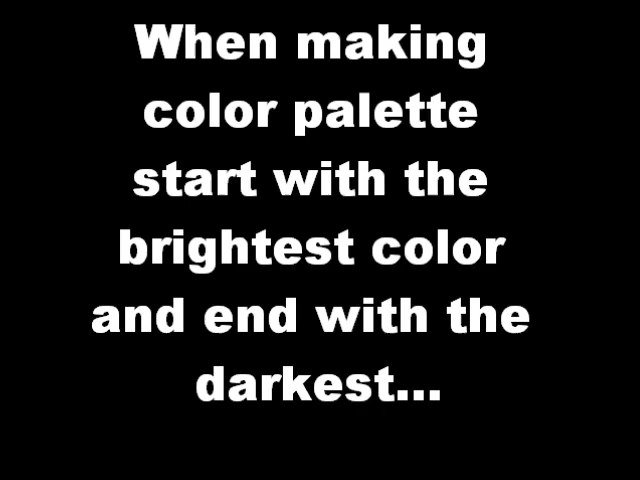 When making
color palette
start with the
brightest color
and end with the
darkest...